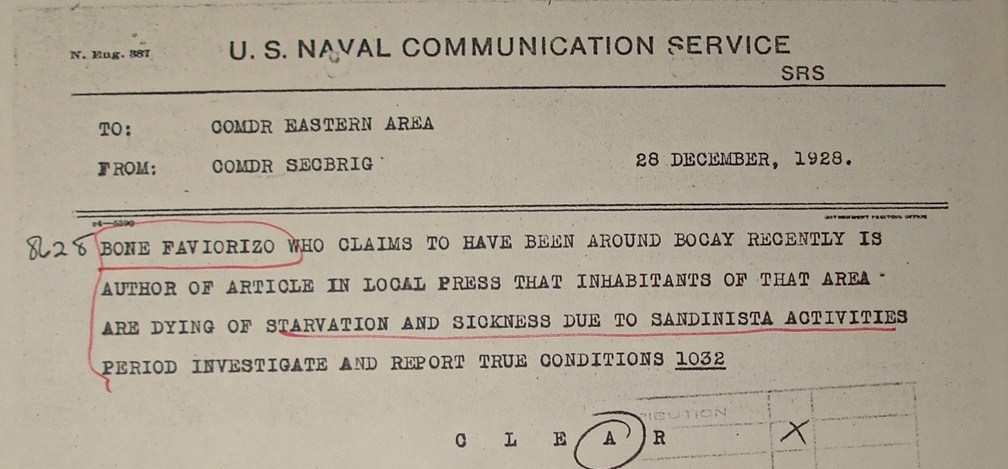 N. Eng. 387
U. S. NAVAL COMMUNICATION SERVICE
SRS
TO: COMDR EASTERN AREA
FROM: COMDR SECBRIG
28 DECEMBER, 1928.
8628 BONE FAVIORIZO WHO CLAIMS TO HAVE BEEN AROUND BOCAY RECENTLY IS
AUTHOR OF ARTICLE IN LOCAL PRESS THAT INHABITANTS OF THAT AREA
ARE DYING OF STARVATION AND SICKNESS DUE TO SANDINISTA ACTIVITIES
PERIOD INVESTIGATE AND REPORT TRUE CONDITIONS 1032
C L E A R
X